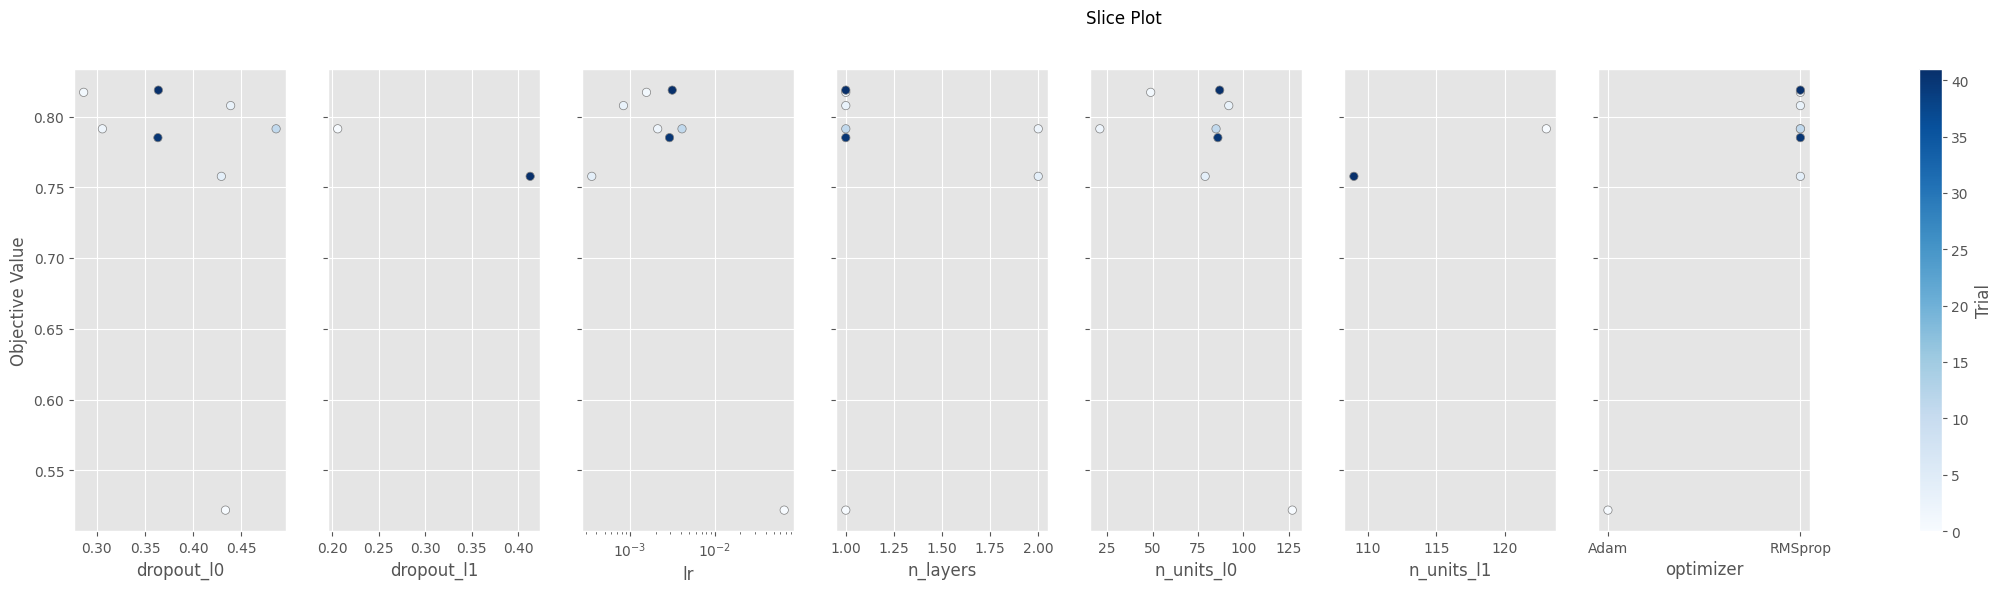 Slice Plot
Objective Value
0.80
0.75
0.70
0.65
0.60
0.55
0.30 0.35 0.40 0.45
dropout_l0
0.20 0.25 0.30 0.35 0.40
dropout_l1
10⁻³ 10⁻²
lr
1.00 1.25 1.50 1.75 2.00
n_layers
25 50 75 100 125
n_units_l0
110 115 120
n_units_l1
Adam RMSprop
optimizer
40
35
30
25
20
15
10
5
0
Trial